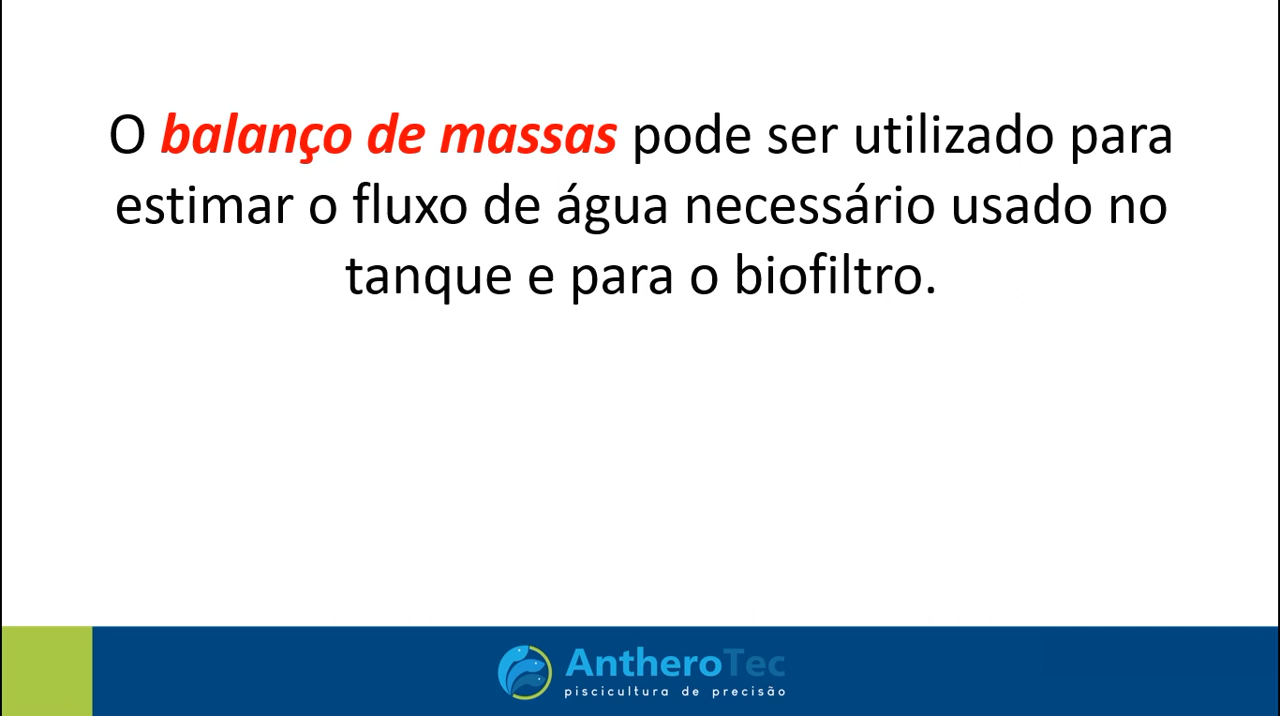 O balanço de massas pode ser utilizado para
estimar o fluxo de água necessário usado no
tanque e para o biofiltro.
AntheroTec
piscicultura de precisão